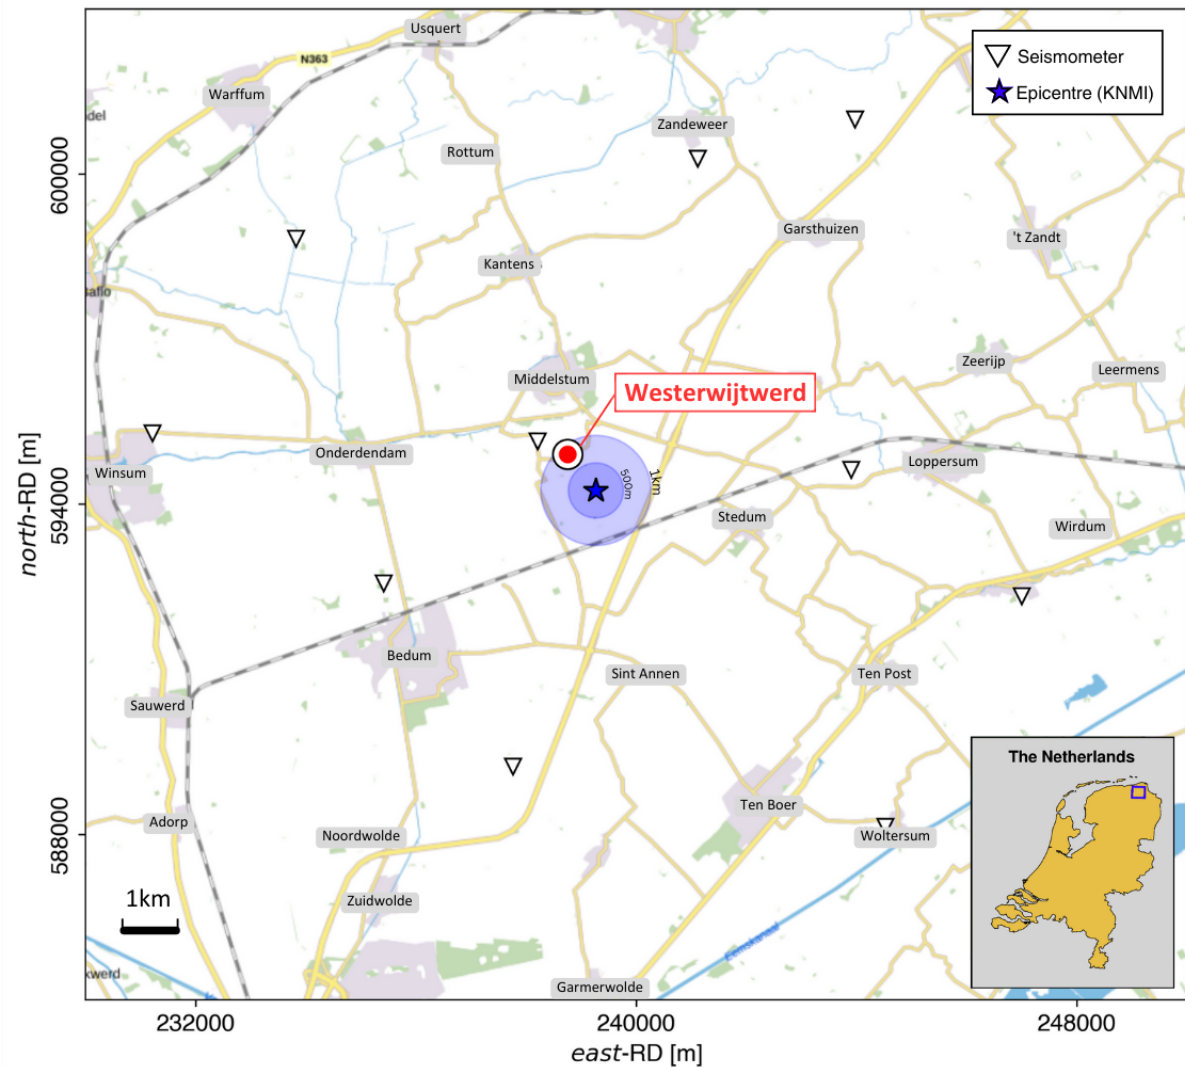 Usquert
N363
Warffum
del
Zandeweer
Rottum
Seismometer
Epicentre (KNMI)
600000
Garsthuizen
't Zandt
Kantens
Middelstum
Zeerijp
Leermens
Westerwijtwerd
Onderdendam
Winsum
Loppersum
500m
1km
Stedum
Wirdum
594000
north-RD [m]
Bedum
Sint Annen
Ten Post
Sauwerd
Ten Boer
Adorp
Noordwolde
Woltersum
588000
Zuidwolde
1km
Eemskanaal
kwerd
Garmerwolde
The Netherlands
232000
240000
248000
east-RD [m]